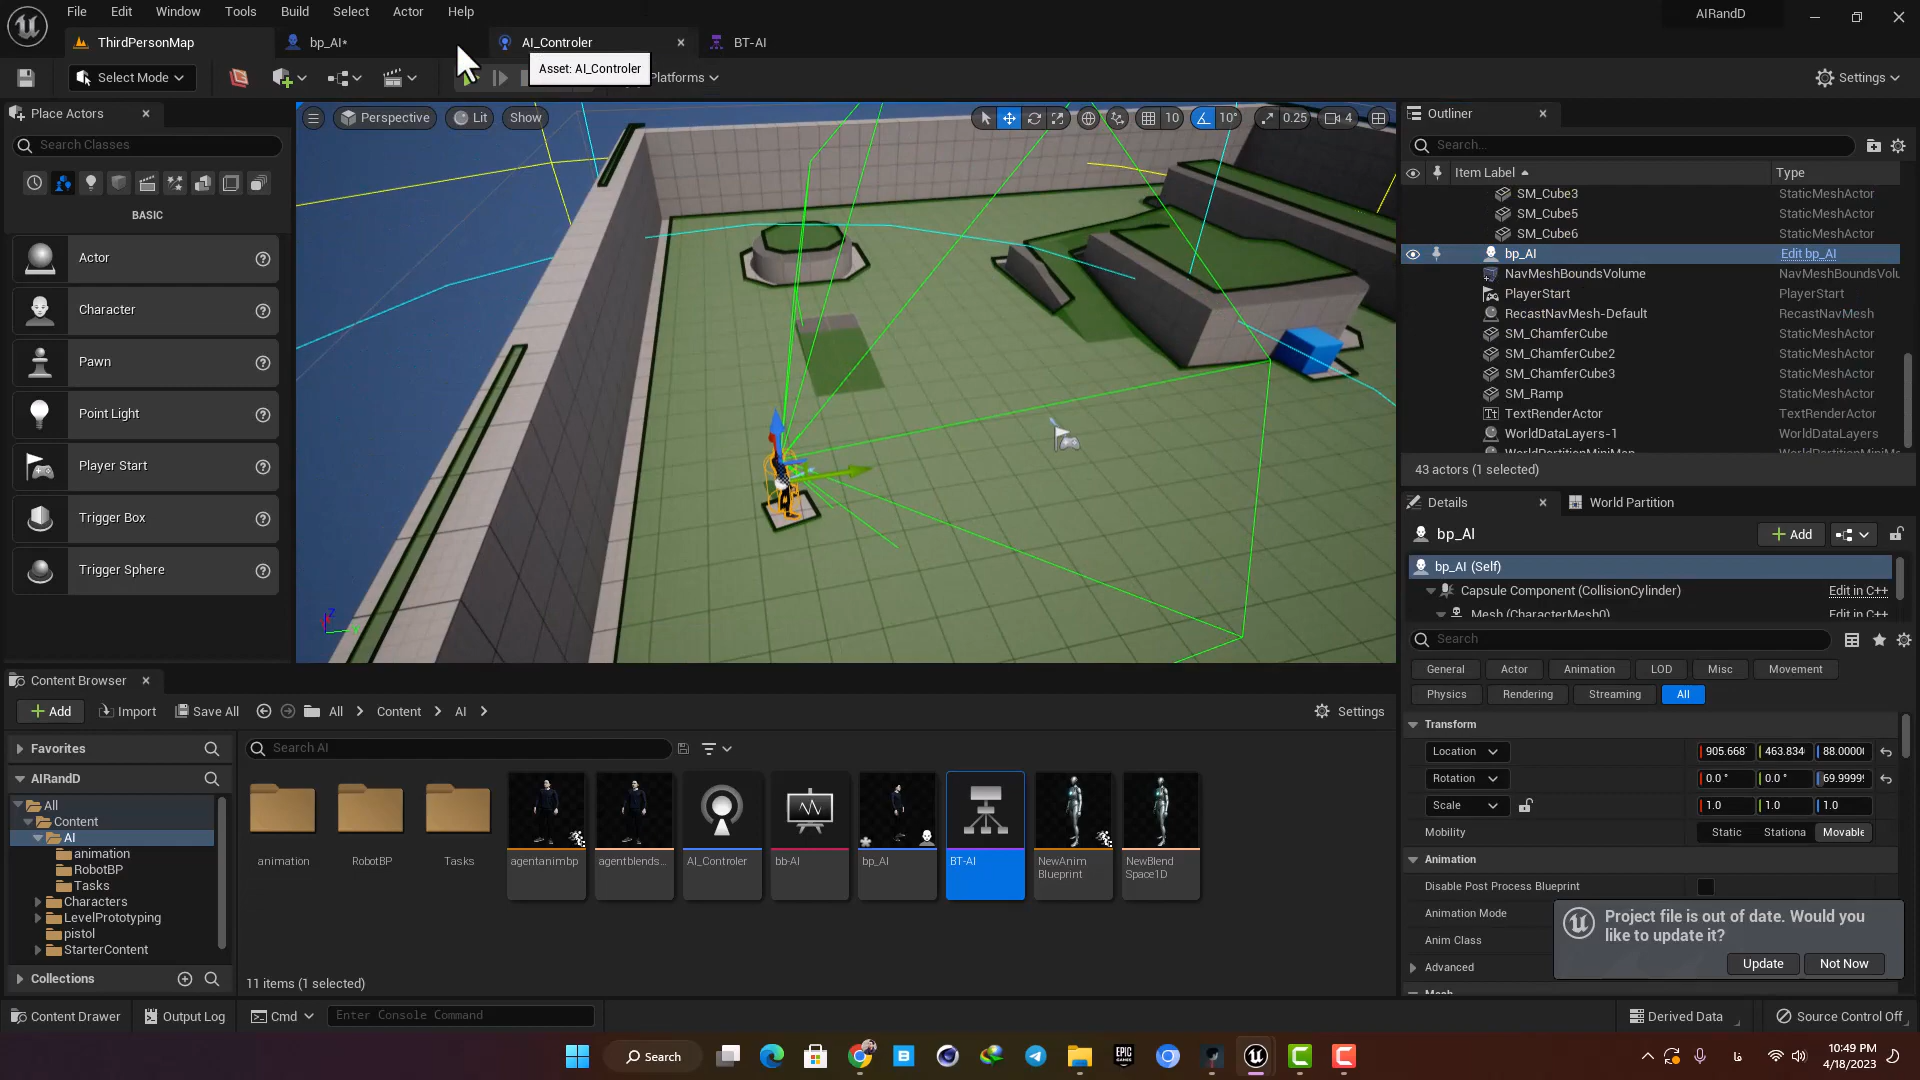 File Edit Window Tools Build Select Actor Help
AIRandD
ThirdPersonMap
bp_AI*
AI_Controler
BT-AI
Asset: AI_Controler
Select Mode
Platforms
Settings
Place Actors
Search Classes
BASIC
Actor
Character
Pawn
Point Light
Player Start
Trigger Box
Trigger Sphere
Perspective
Lit
Show
10
10°
0.25
4
Z
Outliner
Search...
Item Label
Type
SM_Cube3 StaticMeshActor
SM_Cube5 StaticMeshActor
SM_Cube6 StaticMeshActor
bp_AI Edit bp_AI
NavMeshBoundsVolume NavMeshBoundsVolu
PlayerStart PlayerStart
RecastNavMesh-Default RecastNavMesh
SM_ChamferCube StaticMeshActor
SM_ChamferCube2 StaticMeshActor
SM_ChamferCube3 StaticMeshActor
SM_Ramp StaticMeshActor
TextRenderActor TextRenderActor
WorldDataLayers-1 WorldDataLayers
43 actors (1 selected)
Details
World Partition
bp_AI
Add
bp_AI (Self)
Capsule Component (CollisionCylinder) Edit in C++
Mesh (CharacterMesh0) Edit in C++
Search
General Actor Animation LOD Misc Movement
Physics Rendering Streaming All
Transform
Location 905.668 463.834 88.0000
Rotation 0.0 ° 0.0 ° 69.9999
Scale 1.0 1.0 1.0
Mobility Static Stationa Movable
Animation
Disable Post Process Blueprint
Animation Mode
Anim Class
Advanced
Mesh
Project file is out of date. Would you
like to update it?
Update
Not Now
Content Browser
Add
Import
Save All
All
Content
AI
Settings
Favorites
AIRandD
All
Content
AI
animation
RobotBP
Tasks
Characters
LevelPrototyping
pistol
StarterContent
Collections
Search AI
animation
RobotBP
Tasks
agentanimbp
agentblends...
AI_Controler
bb-AI
bp_AI
BT-AI
NewAnim
Blueprint
NewBlend
Space1D
11 items (1 selected)
Content Drawer
Output Log
Cmd
Enter Console Command
Derived Data
Source Control Off
Search
EPIC
GAMES
فا
10:49 PM
4/18/2023